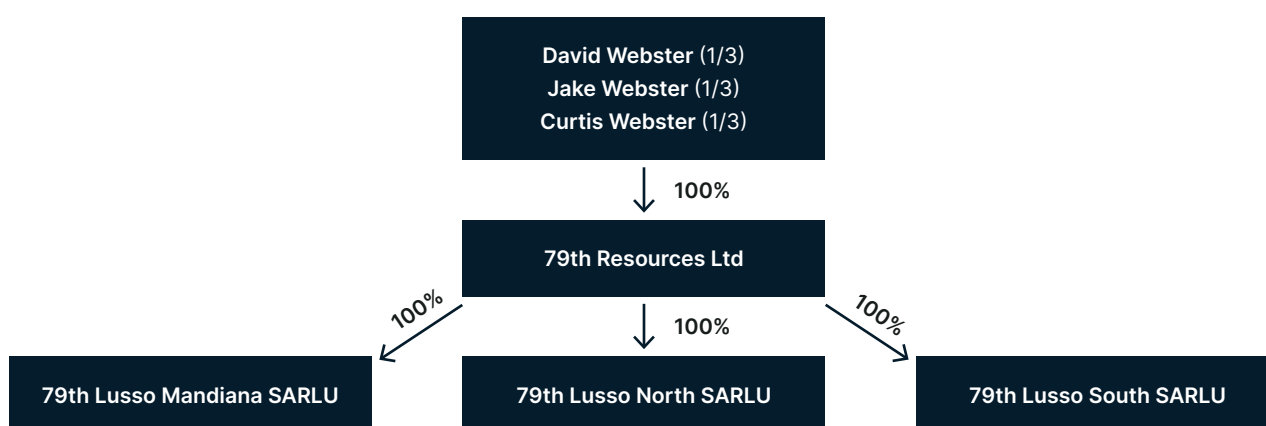 David Webster (1/3)
Jake Webster (1/3)
Curtis Webster (1/3)
100%
79th Resources Ltd
100%
100%
100%
79th Lusso Mandiana SARLU
79th Lusso North SARLU
79th Lusso South SARLU